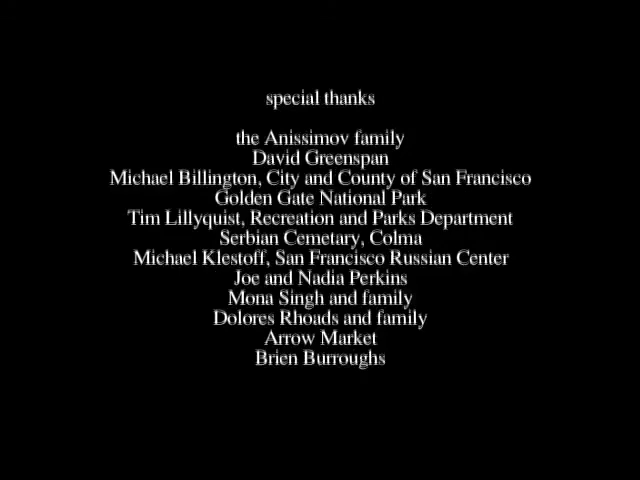 special thanks
the Anissimov family
David Greenspan
Michael Billington, City and County of San Francisco
Golden Gate National Park
Tim Lillyquist, Recreation and Parks Department
Serbian Cemetary, Colma
Michael Klestoff, San Francisco Russian Center
Joe and Nadia Perkins
Mona Singh and family
Dolores Rhoads and family
Arrow Market
Brien Burroughs